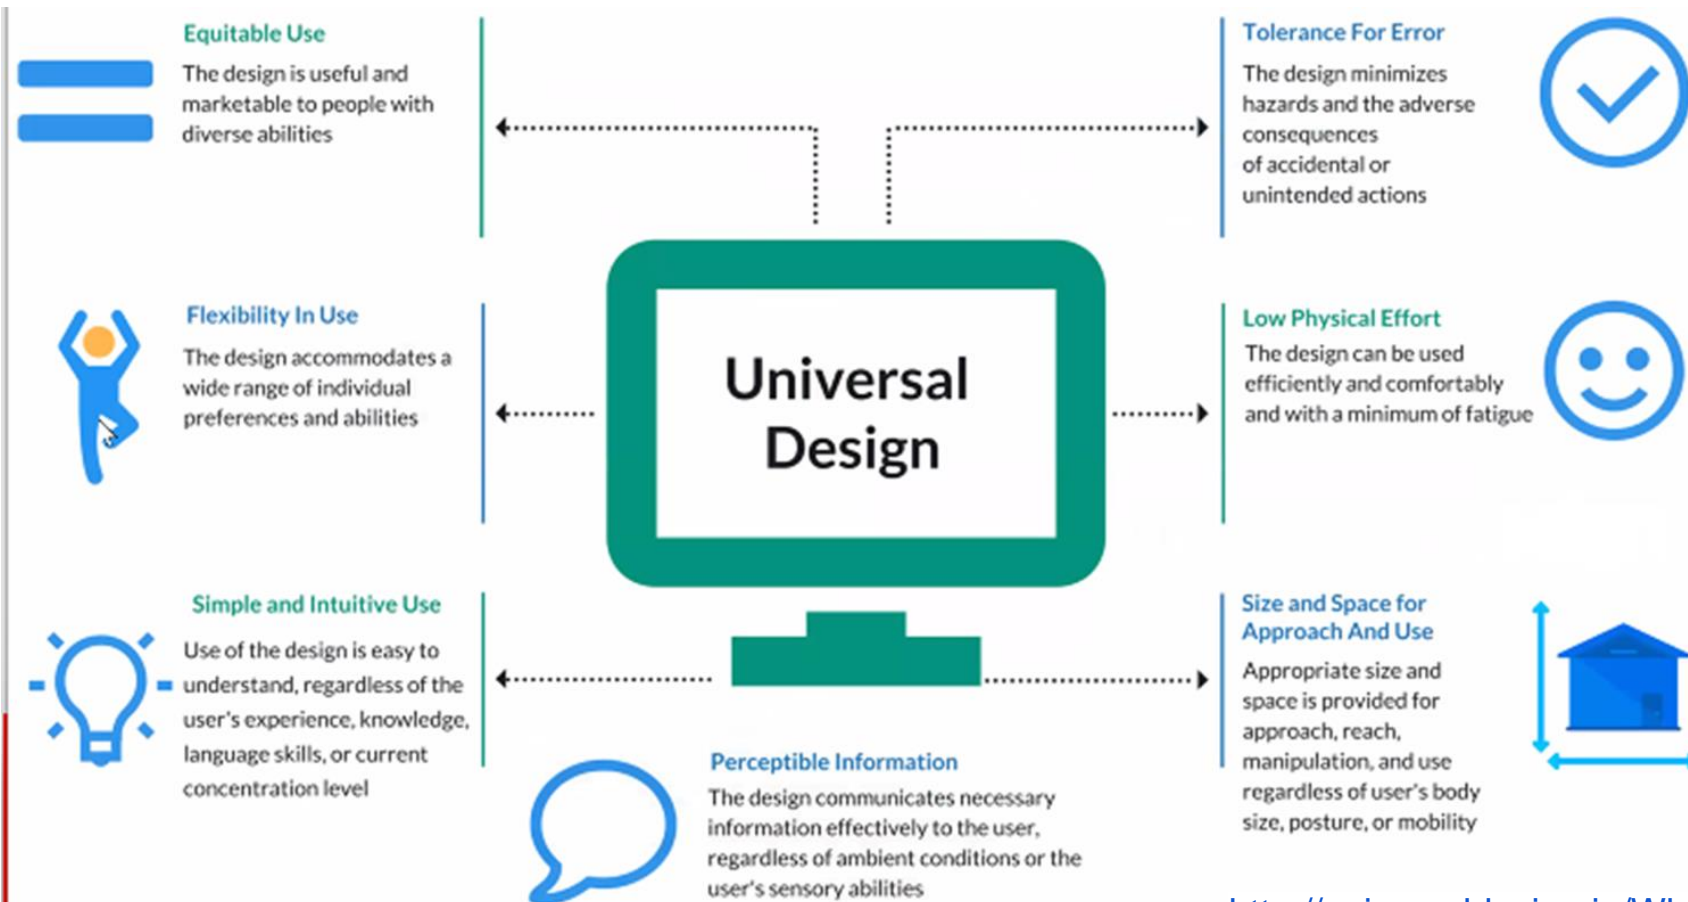 Equitable Use
The design is useful and
marketable to people with
diverse abilities
Flexibility In Use
The design accommodates a
wide range of individual
preferences and abilities
Simple and Intuitive Use
Use of the design is easy to
understand, regardless of the
user's experience, knowledge,
language skills, or current
concentration level
Universal
Design
Perceptible Information
The design communicates necessary
information effectively to the user,
regardless of ambient conditions or the
user's sensory abilities
Tolerance For Error
The design minimizes
hazards and the adverse
consequences
of accidental or
unintended actions
Low Physical Effort
The design can be used
efficiently and comfortably
and with a minimum of fatigue
Size and Space for
Approach And Use
Appropriate size and
space is provided for
approach, reach,
manipulation, and use
regardless of user's body
size, posture, or mobility